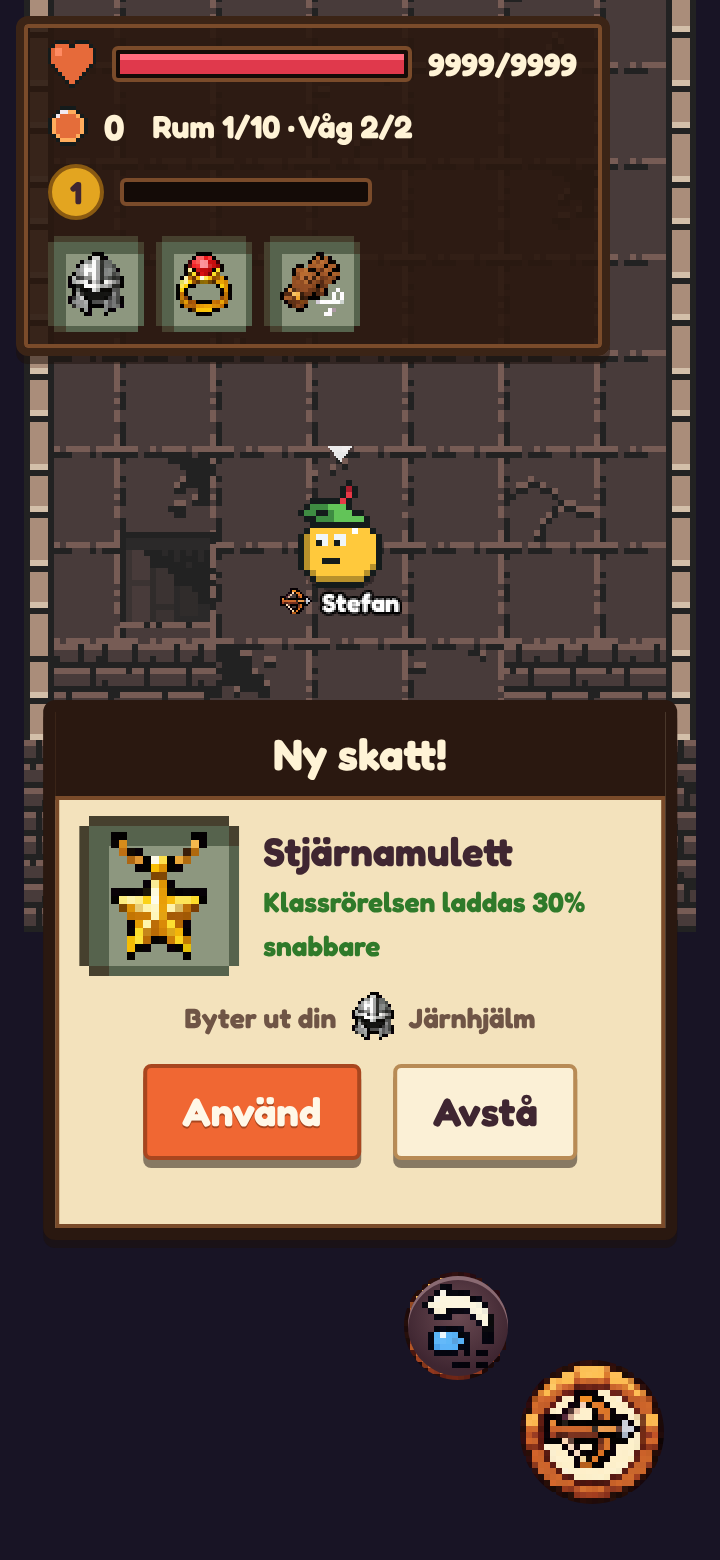 9999/9999
0 Rum 1/10 · Våg 2/2
1
Stefan
Ny skatt!
Stjärnamulett
Klassrörelsen laddas 30%
snabbare
Byter ut din Järnhjälm
Använd Avstå